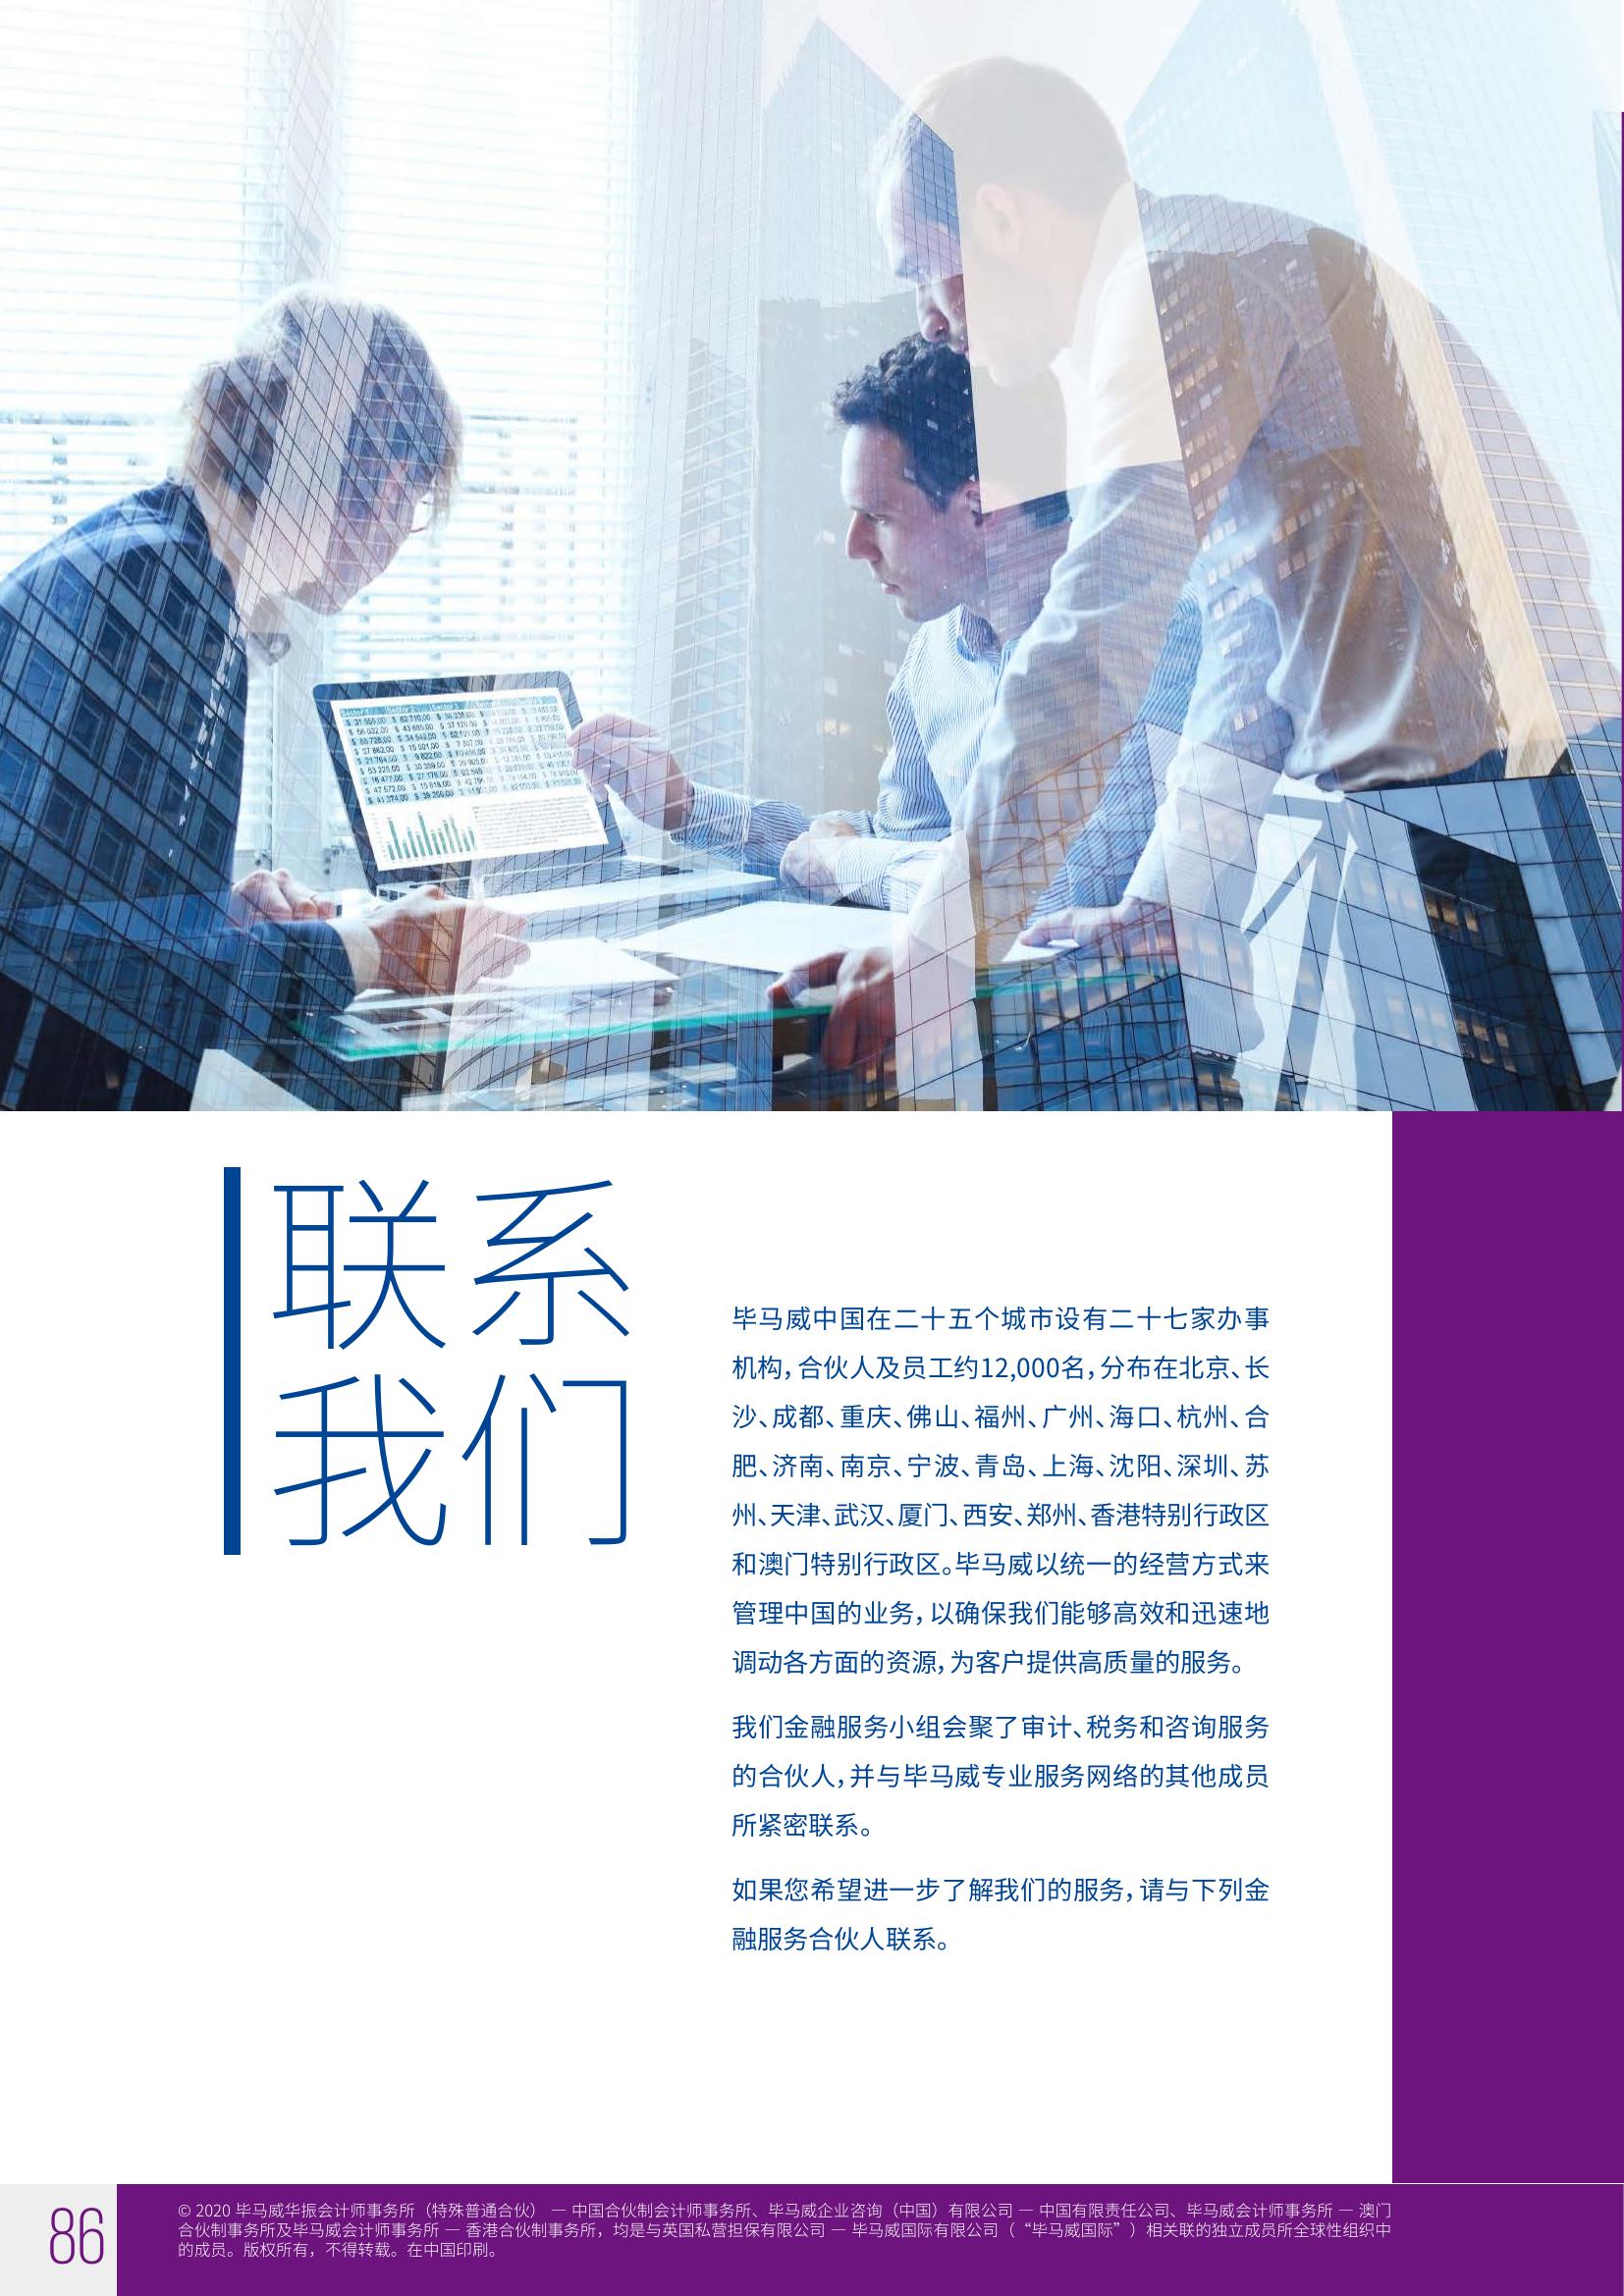 联系
我们
毕马威中国在二十五个城市设有二十七家办事
机构，合伙人及员工约12,000名，分布在北京、长
沙、成都、重庆、佛山、福州、广州、海口、杭州、合
肥、济南、南京、宁波、青岛、上海、沈阳、深圳、苏
州、天津、武汉、厦门、西安、郑州、香港特别行政区
和澳门特别行政区。毕马威以统一的经营方式来
管理中国的业务，以确保我们能够高效和迅速地
调动各方面的资源，为客户提供高质量的服务。
我们金融服务小组会聚了审计、税务和咨询服务
的合伙人，并与毕马威专业服务网络的其他成员
所紧密联系。
如果您希望进一步了解我们的服务，请与下列金
融服务合伙人联系。
86
© 2020 毕马威华振会计师事务所（特殊普通合伙） — 中国合伙制会计师事务所、毕马威企业咨询（中国）有限公司 — 中国有限责任公司、毕马威会计师事务所 — 澳门
合伙制事务所及毕马威会计师事务所 — 香港合伙制事务所，均是与英国私营担保有限公司 — 毕马威国际有限公司（“毕马威国际”）相关联的独立成员所全球性组织中
的成员。版权所有，不得转载。在中国印刷。